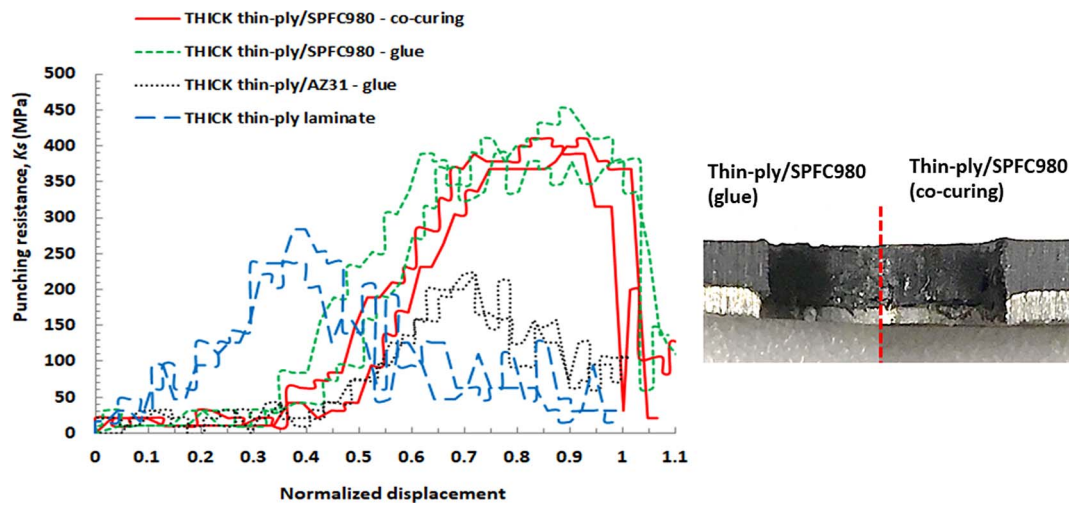 THICK thin-ply/SPFC980 - co-curing
THICK thin-ply/SPFC980 - glue
THICK thin-ply/AZ31 - glue
THICK thin-ply laminate
Punching resistance, Ks (MPa)
500
450
400
350
300
250
200
150
100
50
0
0 0.1 0.2 0.3 0.4 0.5 0.6 0.7 0.8 0.9 1 1.1
Normalized displacement
Thin-ply/SPFC980
(glue)
Thin-ply/SPFC980
(co-curing)